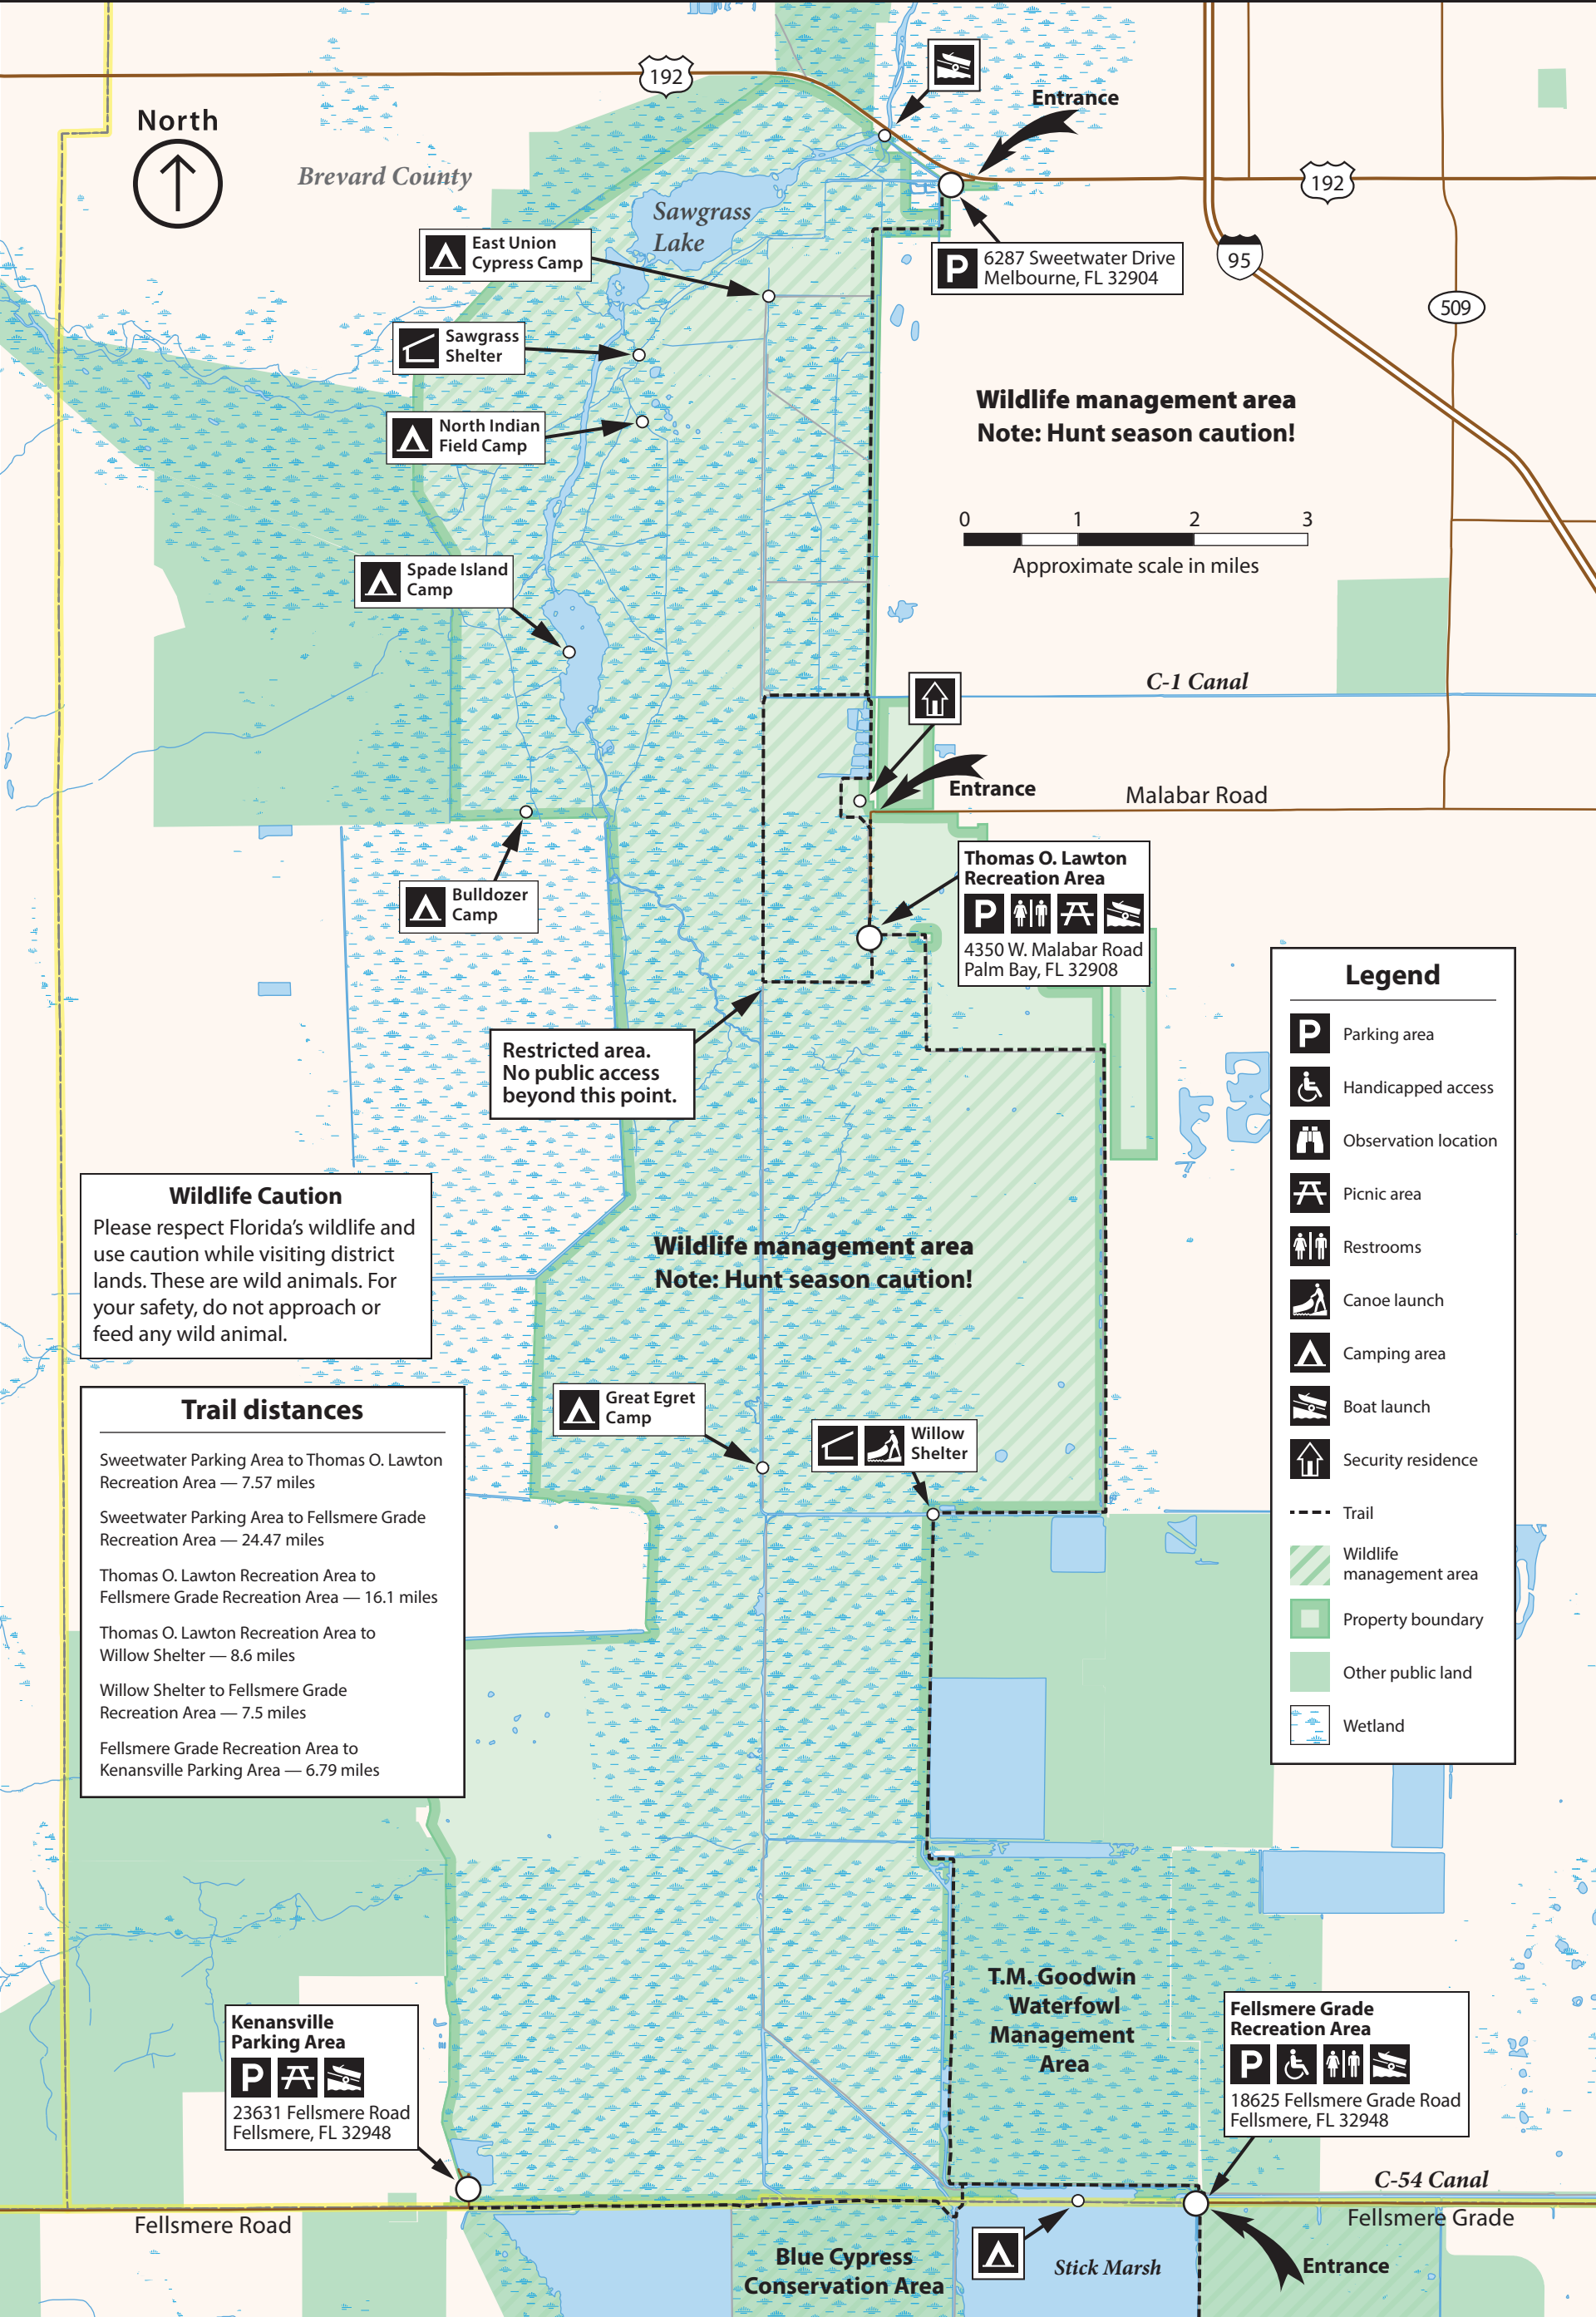 192
Entrance
North
Brevard County
192
Sawgrass
Lake
East Union
Cypress Camp
P
6287 Sweetwater Drive
Melbourne, FL 32904
95
509
Sawgrass
Shelter
Wildlife management area
Note: Hunt season caution!
North Indian
Field Camp
0 1 2 3
Approximate scale in miles
Spade Island
Camp
C-1 Canal
Entrance
Malabar Road
Thomas O. Lawton
Recreation Area
P
4350 W. Malabar Road
Palm Bay, FL 32908
Bulldozer
Camp
Restricted area.
No public access
beyond this point.
Legend
P Parking area
Handicapped access
Observation location
Picnic area
Restrooms
Canoe launch
Camping area
Boat launch
Security residence
Trail
Wildlife
management area
Property boundary
Other public land
Wetland
Wildlife Caution
Please respect Florida's wildlife and
use caution while visiting district
lands. These are wild animals. For
your safety, do not approach or
feed any wild animal.
Wildlife management area
Note: Hunt season caution!
Trail distances
Sweetwater Parking Area to Thomas O. Lawton
Recreation Area — 7.57 miles
Sweetwater Parking Area to Fellsmere Grade
Recreation Area — 24.47 miles
Thomas O. Lawton Recreation Area to
Fellsmere Grade Recreation Area — 16.1 miles
Thomas O. Lawton Recreation Area to
Willow Shelter — 8.6 miles
Willow Shelter to Fellsmere Grade
Recreation Area — 7.5 miles
Fellsmere Grade Recreation Area to
Kenansville Parking Area — 6.79 miles
Great Egret
Camp
Willow
Shelter
T.M. Goodwin
Waterfowl
Management
Area
Kenansville
Parking Area
P
23631 Fellsmere Road
Fellsmere, FL 32948
Fellsmere Grade
Recreation Area
P
18625 Fellsmere Grade Road
Fellsmere, FL 32948
C-54 Canal
Fellsmere Road
Fellsmere Grade
Blue Cypress
Conservation Area
Stick Marsh
Entrance